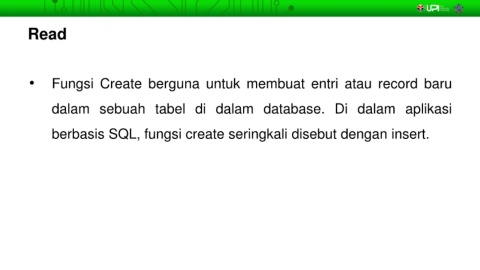 UPI
Read
• Fungsi Create berguna untuk membuat entri atau record baru
dalam sebuah tabel di dalam database. Di dalam aplikasi
berbasis SQL, fungsi create seringkali disebut dengan insert.